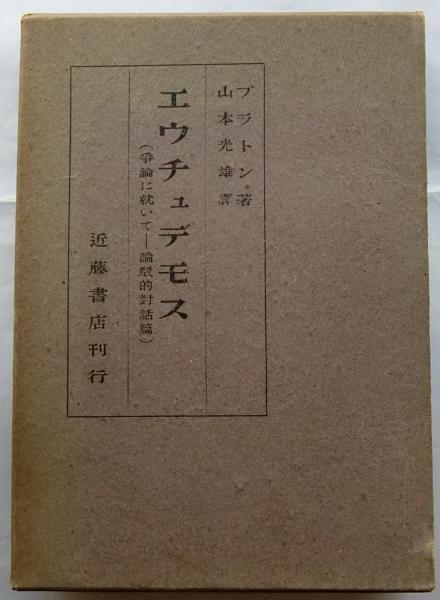 プラトン著
山本光雄譯
エウチュデモス
(爭論に就いて—論駁的對話篇)
近藤書店刊行